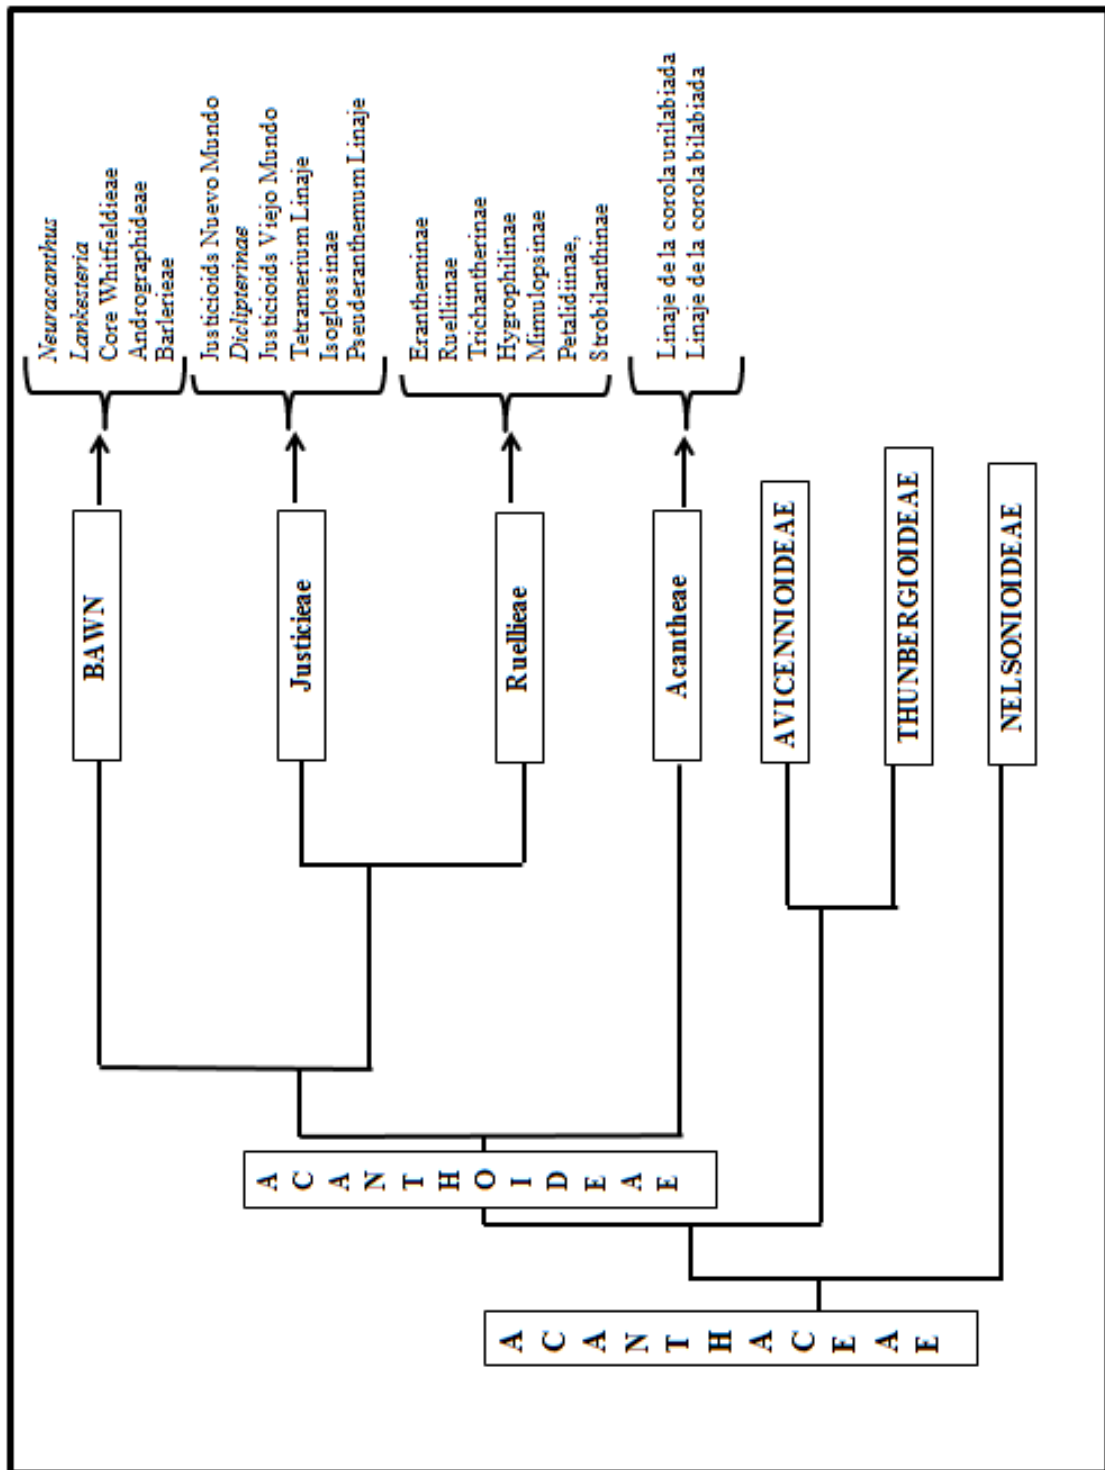 Neuracanthus
Lankesteria
Core Whitfieldieae
Andrographideae
Barlerieae
Justicioids Nuevo Mundo
Diclipterinae
Justicioids Viejo Mundo
Tetramerium Linaje
Isoglossinae
Pseuderanthemum Linaje
Erantheminae
Ruelliinae
Trichantherinae
Hygrophilinae
Mimulopsinae
Petalidiinae,
Strobilanthinae
Linaje de la corola unilabiada
Linaje de la corola bilabiada
BAWN
Justicieae
Ruellieae
Acantheae
AVICENNIOIDEAE
THUNBERGIOIDEAE
NELSONIOIDEAE
ACANTHOIDEAE
ACANTHACEAE